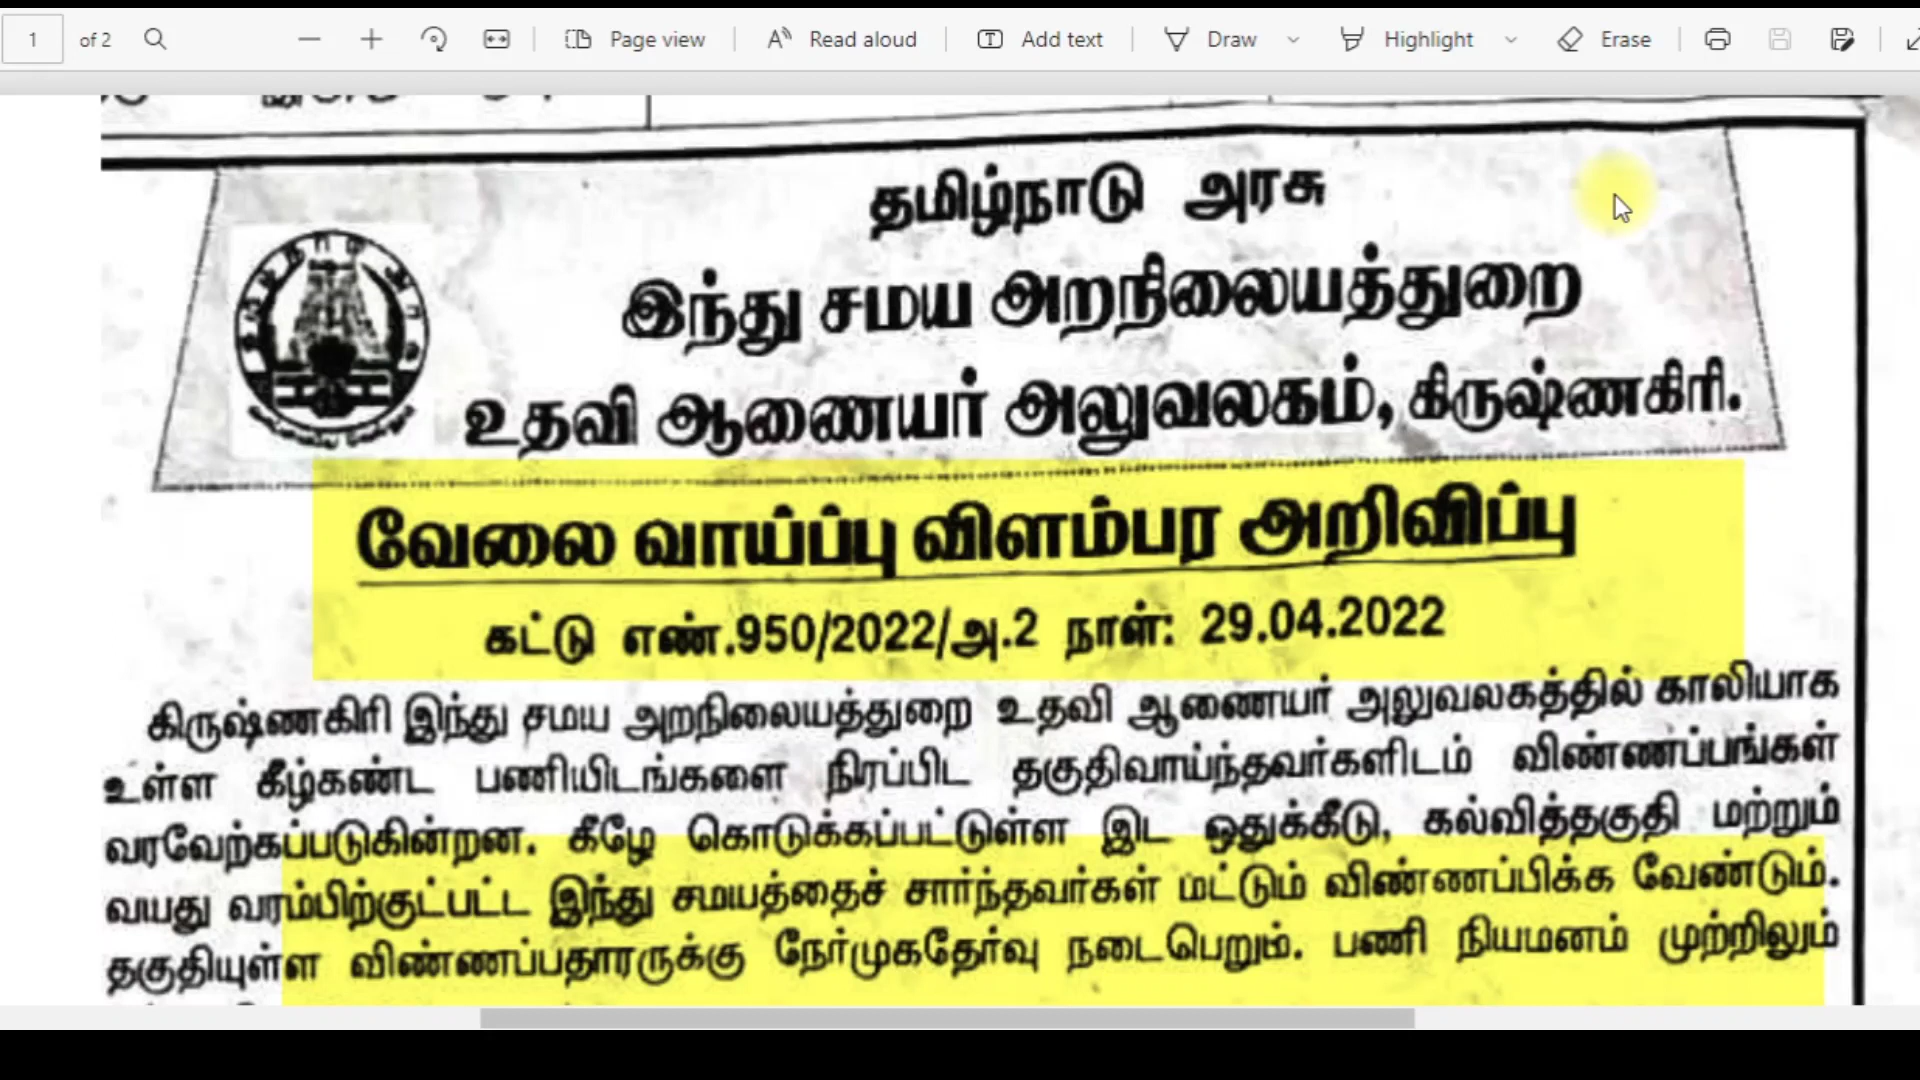 1 of 2 Page view Read aloud Add text Draw Highlight Erase
தமிழ்நாடு அரசு
இந்து சமய அறநிலையத்துறை
உதவி ஆணையர் அலுவலகம், கிருஷ்ணகிரி.
வேலை வாய்ப்பு விளம்பர அறிவிப்பு
கட்டு எண்.950/2022/அ.2 நாள்: 29.04.2022
கிருஷ்ணகிரி இந்து சமய அறநிலையத்துறை உதவி ஆணையர் அலுவலகத்தில் காலியாக
உள்ள கீழ்கண்ட பணியிடங்களை நிரப்பிட தகுதிவாய்ந்தவர்களிடம் விண்ணப்பங்கள்
வரவேற்கப்படுகின்றன. கீழே கொடுக்கப்பட்டுள்ள இட ஒதுக்கீடு, கல்வித்தகுதி மற்றும்
வயது வரம்பிற்குட்பட்ட இந்து சமயத்தைச் சார்ந்தவர்கள் மட்டும் விண்ணப்பிக்க வேண்டும்.
தகுதியுள்ள விண்ணப்பதாரருக்கு நேர்முகதேர்வு நடைபெறும். பணி நியமனம் முற்றிலும்